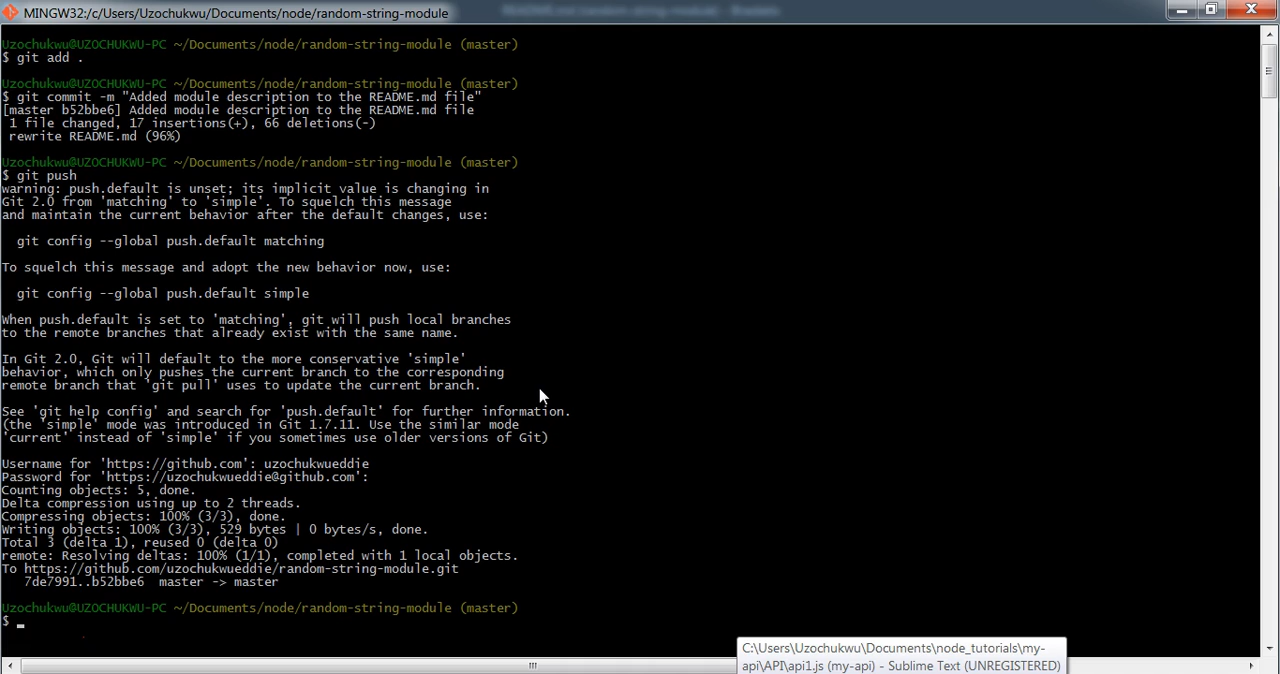 MINGW32:/c/Users/Uzochukwu/Documents/node/random-string-module
Uzochukwu@UZOCHUKWU-PC ~/Documents/node/random-string-module (master)
$ git add .
Uzochukwu@UZOCHUKWU-PC ~/Documents/node/random-string-module (master)
$ git commit -m "Added module description to the README.md file"
[master b52bbe6] Added module description to the README.md file
 1 file changed, 17 insertions(+), 66 deletions(-)
 rewrite README.md (96%)
Uzochukwu@UZOCHUKWU-PC ~/Documents/node/random-string-module (master)
$ git push
warning: push.default is unset; its implicit value is changing in
Git 2.0 from 'matching' to 'simple'. To squelch this message
and maintain the current behavior after the default changes, use:
  git config --global push.default matching
To squelch this message and adopt the new behavior now, use:
  git config --global push.default simple
When push.default is set to 'matching', git will push local branches
to the remote branches that already exist with the same name.
In Git 2.0, Git will default to the more conservative 'simple'
behavior, which only pushes the current branch to the corresponding
remote branch that 'git pull' uses to update the current branch.
See 'git help config' and search for 'push.default' for further information.
(the 'simple' mode was introduced in Git 1.7.11. Use the similar mode
'current' instead of 'simple' if you sometimes use older versions of Git)
Username for 'https://github.com': uzochukwueddie
Password for 'https://uzochukwueddie@github.com':
Counting objects: 5, done.
Delta compression using up to 2 threads.
Compressing objects: 100% (3/3), done.
Writing objects: 100% (3/3), 529 bytes | 0 bytes/s, done.
Total 3 (delta 1), reused 0 (delta 0)
remote: Resolving deltas: 100% (1/1), completed with 1 local objects.
To https://github.com/uzochukwueddie/random-string-module.git
   7de7991..b52bbe6  master -> master
Uzochukwu@UZOCHUKWU-PC ~/Documents/node/random-string-module (master)
$
C:\Users\Uzochukwu\Documents\node_tutorials\my-
api\API\api1.js (my-api) - Sublime Text (UNREGISTERED)